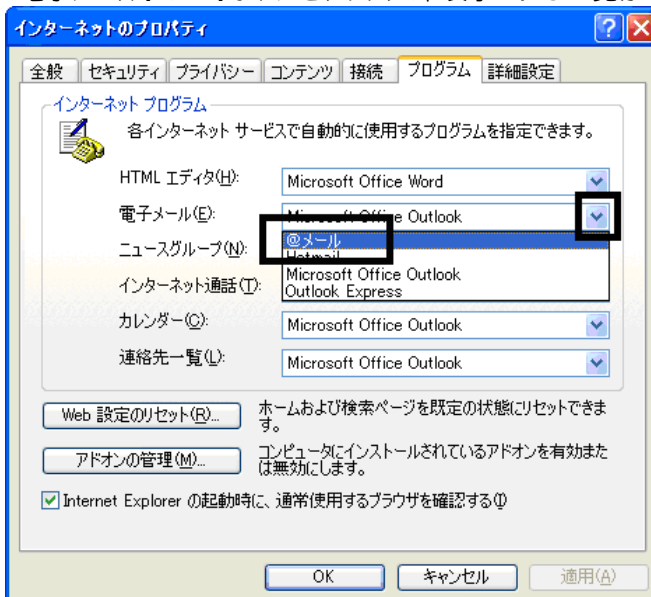 インターネットのプロパティ
全般 セキュリティ プライバシー コンテンツ 接続 プログラム 詳細設定
インターネット プログラム
各インターネット サービスで自動的に使用するプログラムを指定できます。
HTML エディタ(H): Microsoft Office Word
電子メール(E): Microsoft Office Outlook
@メール
ニュースグループ(N): Hotmail
Microsoft Office Outlook
インターネット通話(T): Outlook Express
カレンダー(C): Microsoft Office Outlook
連絡先一覧(L): Microsoft Office Outlook
Web 設定のリセット(R)... ホームおよび検索ページを既定の状態にリセットできま
す。
アドオンの管理(M)... コンピュータにインストールされているアドオンを有効また
は無効にします。
Internet Explorer の起動時に、通常使用するブラウザを確認する(I)
OK キャンセル 適用(A)